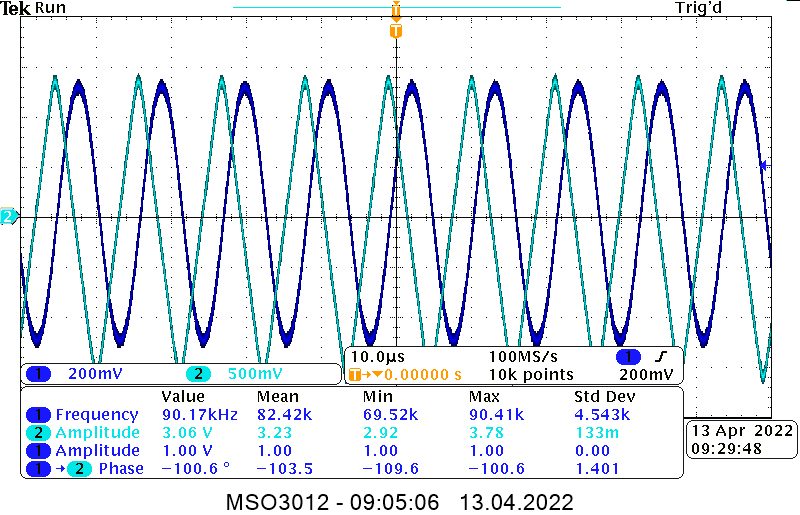 Tek Run Trig'd
T
T
2
10.0µs 100MS/s 1
1 200mV 2 500mV T→▼0.00000 s 10k points 200mV
Value Mean Min Max Std Dev
1 Frequency 90.17kHz 82.42k 69.52k 90.41k 4.543k
2 Amplitude 3.06 V 3.23 2.92 3.78 133m
1 Amplitude 1.00 V 1.00 1.00 1.00 0.00
1 → 2 Phase −100.6 ° −103.5 −109.6 −100.6 1.401
13 Apr 2022
09:29:48
MSO3012 - 09:05:06 13.04.2022